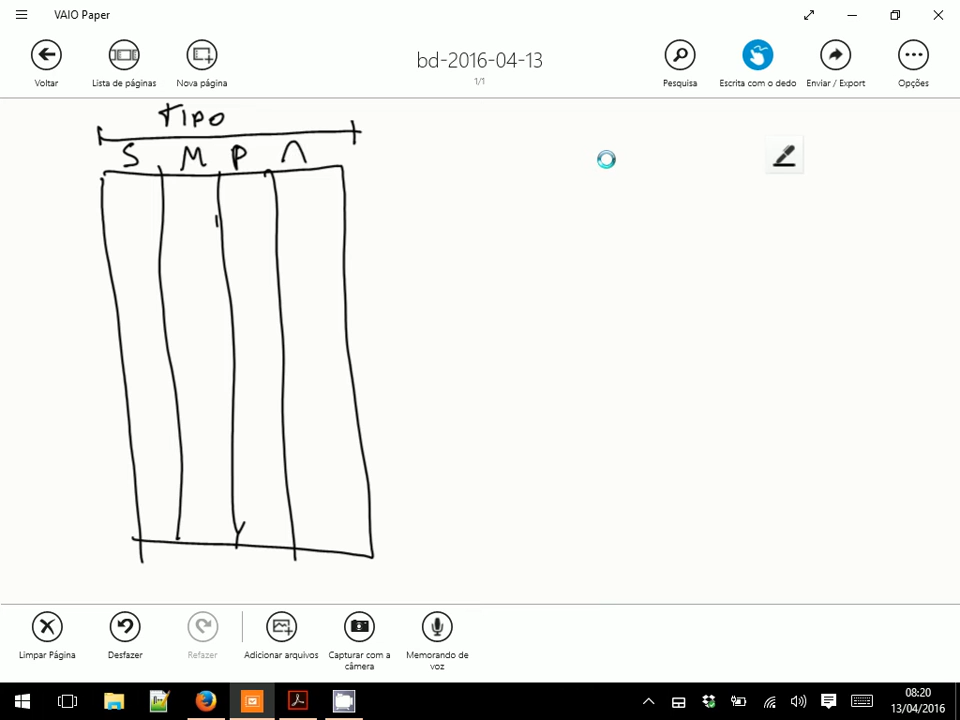 VAIO Paper
Voltar
Lista de páginas
Nova página
bd-2016-04-13
1/1
Pesquisa
Escrita com o dedo
Enviar / Export
Opções
TIPO
S M P Λ
Limpar Página
Desfazer
Refazer
Adicionar arquivos
Capturar com a
câmera
Memorando de
voz
08:20
13/04/2016